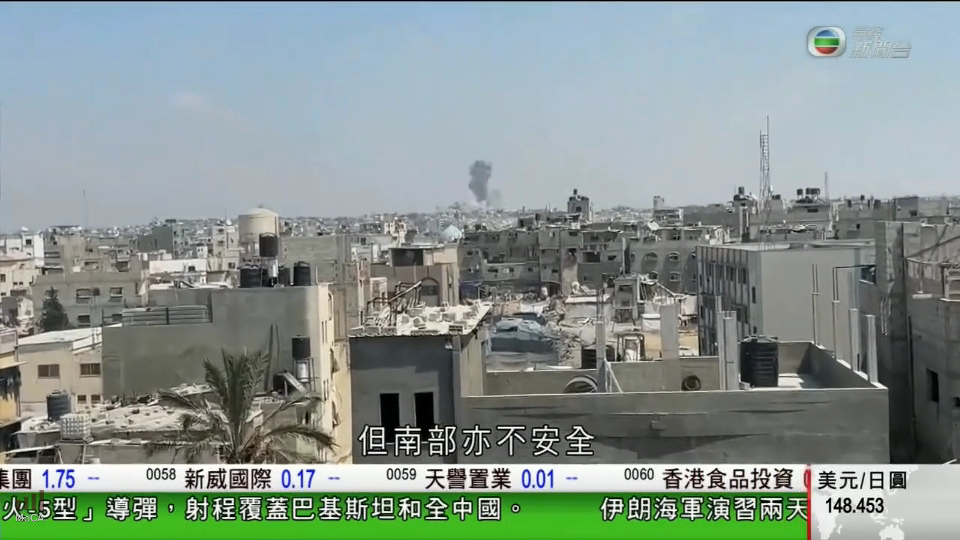 無綫
新聞台
但南部亦不安全
集團 1.75 -- 0058 新威國際 0.17 -- 0059 天譽置業 0.01 -- 0060 香港食品投資
美元/日圓
148.453
火-5型」導彈，射程覆蓋巴基斯坦和全中國。 伊朗海軍演習兩天